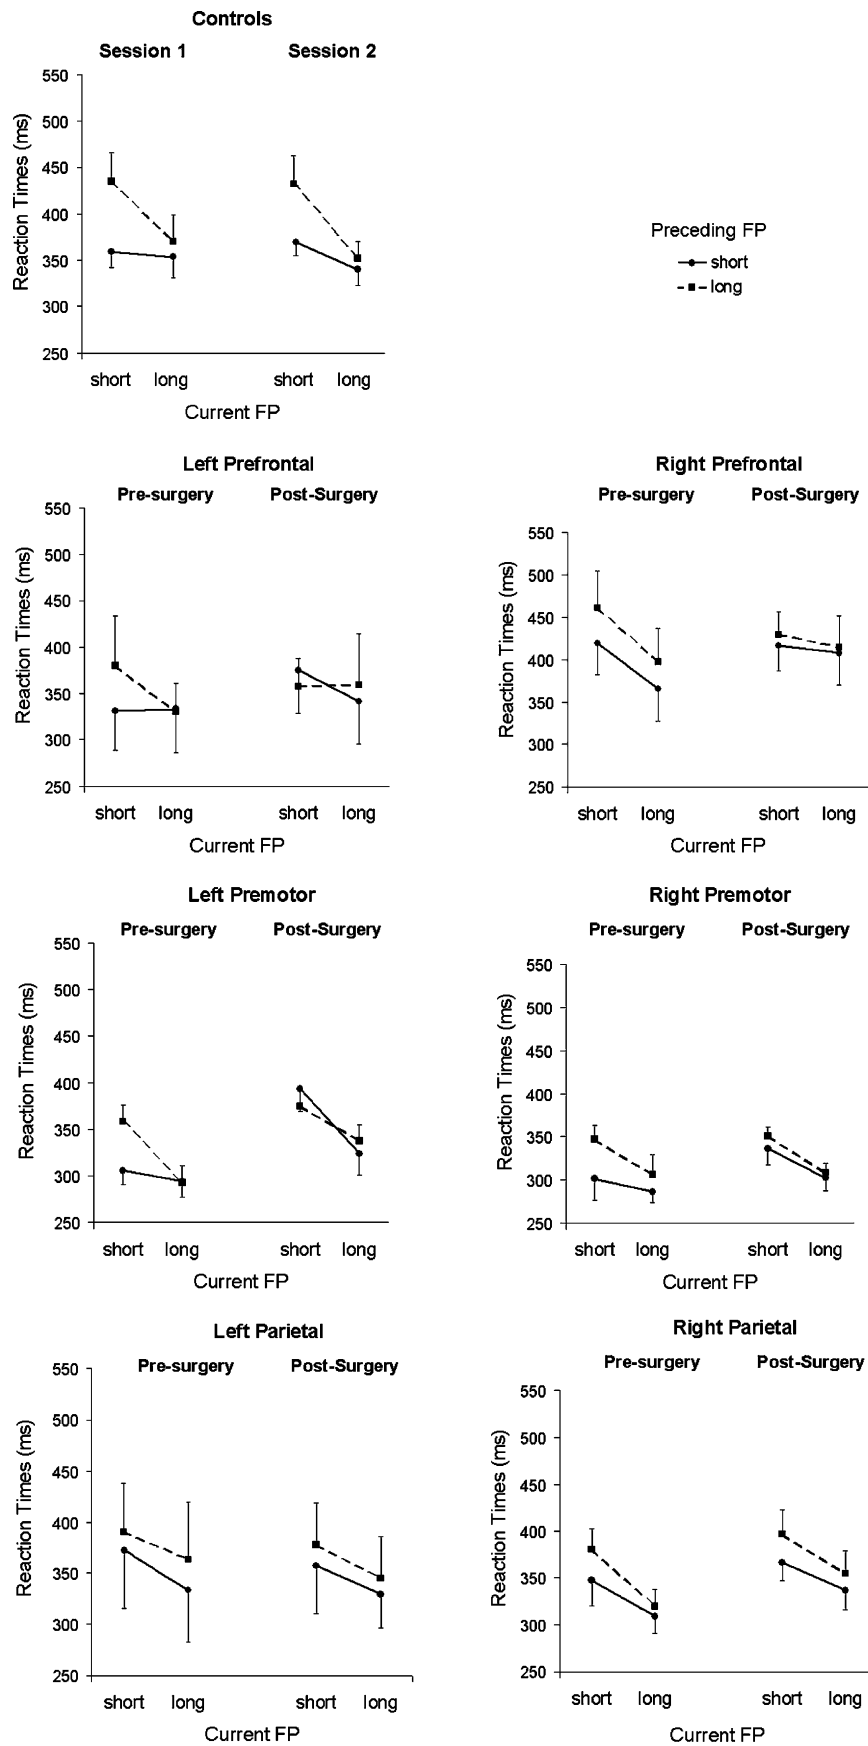 Controls
Session 1 Session 2
550
500
450
400
350
300
250
Reaction Times (ms)
short long short long
Current FP
Preceding FP
short
long
Left Prefrontal
Pre-surgery Post-Surgery
550
500
450
400
350
300
250
Reaction Times (ms)
short long short long
Current FP
Right Prefrontal
Pre-surgery Post-Surgery
550
500
450
400
350
300
250
Reaction Times (ms)
short long short long
Current FP
Left Premotor
Pre-surgery Post-Surgery
550
500
450
400
350
300
250
Reaction Times (ms)
short long short long
Current FP
Right Premotor
Pre-surgery Post-Surgery
550
500
450
400
350
300
250
Reaction Times (ms)
short long short long
Current FP
Left Parietal
Pre-surgery Post-Surgery
550
500
450
400
350
300
250
Reaction Times (ms)
short long short long
Current FP
Right Parietal
Pre-surgery Post-Surgery
550
500
450
400
350
300
250
Reaction Times (ms)
short long short long
Current FP